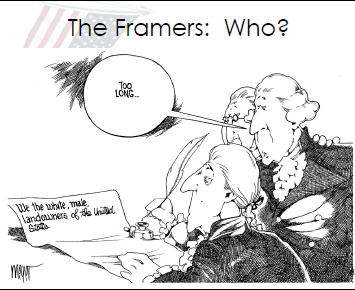 The Framers: Who?
TOO
LONG...
We the white, male,
landowners of the United
States